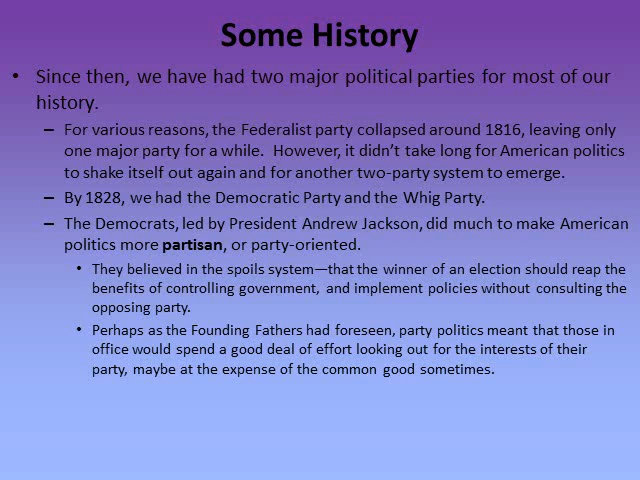 Some History
• Since then, we have had two major political parties for most of our
history.
– For various reasons, the Federalist party collapsed around 1816, leaving only
one major party for a while.  However, it didn’t take long for American politics
to shake itself out again and for another two-party system to emerge.
– By 1828, we had the Democratic Party and the Whig Party.
– The Democrats, led by President Andrew Jackson, did much to make American
politics more partisan, or party-oriented.
• They believed in the spoils system—that the winner of an election should reap the
benefits of controlling government, and implement policies without consulting the
opposing party.
• Perhaps as the Founding Fathers had foreseen, party politics meant that those in
office would spend a good deal of effort looking out for the interests of their
party, maybe at the expense of the common good sometimes.